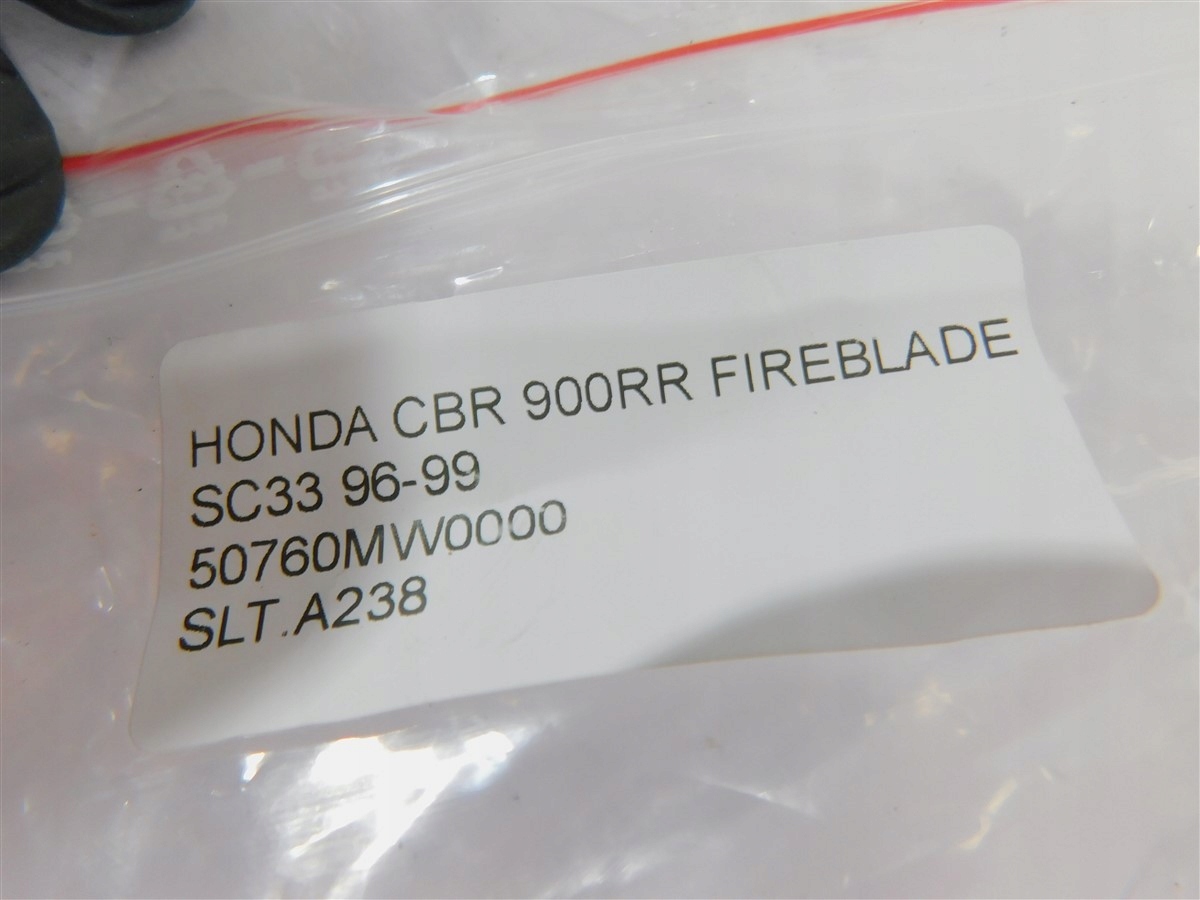 HONDA CBR 900RR FIREBLADE
SC33 96-99
50760MW0000
SLT.A238